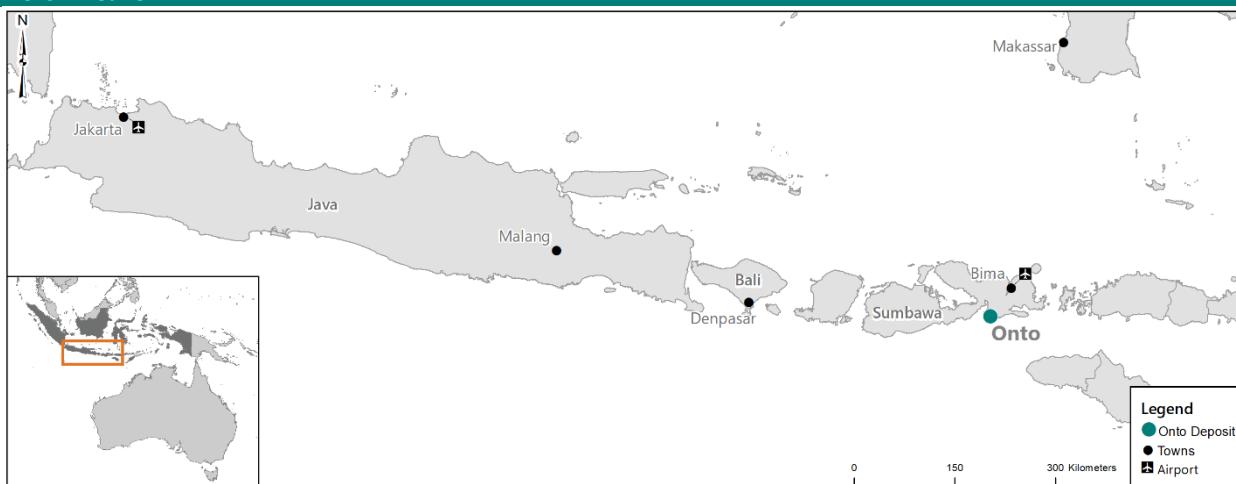 N
Makassar
Jakarta
Java
Malang
Bali
Bima
Denpasar
Sumbawa
Onto
Legend
Onto Deposit
Towns
Airport
0 150 300 Kilometers